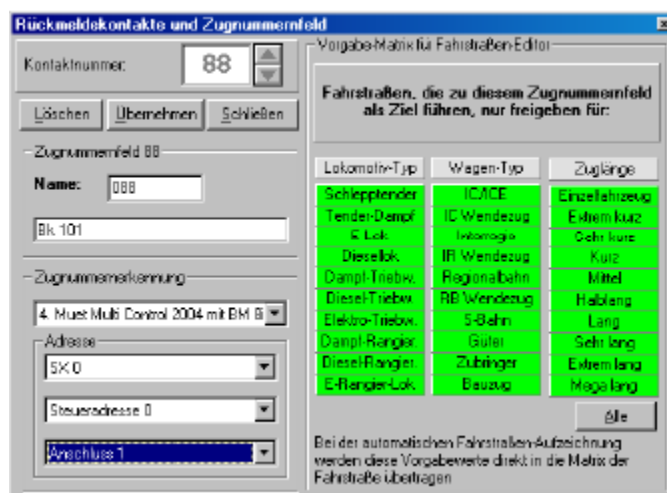 Rückmeldekontakte und Zugnummernfeld
Kontaktnummer: 88
Löschen Übernehmen Schließen
Zugnummernfeld 88
Name: 088
Bk 101
Zugnummernerkennung
4. Muet Multi Control 2004 mit BM B
Adresse
SX 0
Steueradresse 0
Anschluss 1
Vorgabe-Matrix für Fahrstraßen-Editor
Fahrstraßen, die zu diesem Zugnummernfeld
als Ziel führen, nur freigeben für:
Lokomotiv-Typ Wagen-Typ Zuglänge
Schlepptender IC/ICE Einzelfahrzeug
Tender-Dampf IC Wendezug Extrem kurz
E-Lok Interregio Sehr kurz
Diesellok IR Wendezug Kurz
Dampf-Triebw. Regionalbahn Mittel
Diesel-Triebw. RB Wendezug Halblang
Elektro-Triebw. S-Bahn Lang
Dampf-Rangier. Güter Sehr lang
Diesel-Rangier. Zubringer Extrem lang
E-Rangier-Lok Bauzug Mega lang
Alle
Bei der automatischen Fahrstraßen-Aufzeichnung
werden diese Vorgabewerte direkt in die Matrix der
Fahrstraße übertragen